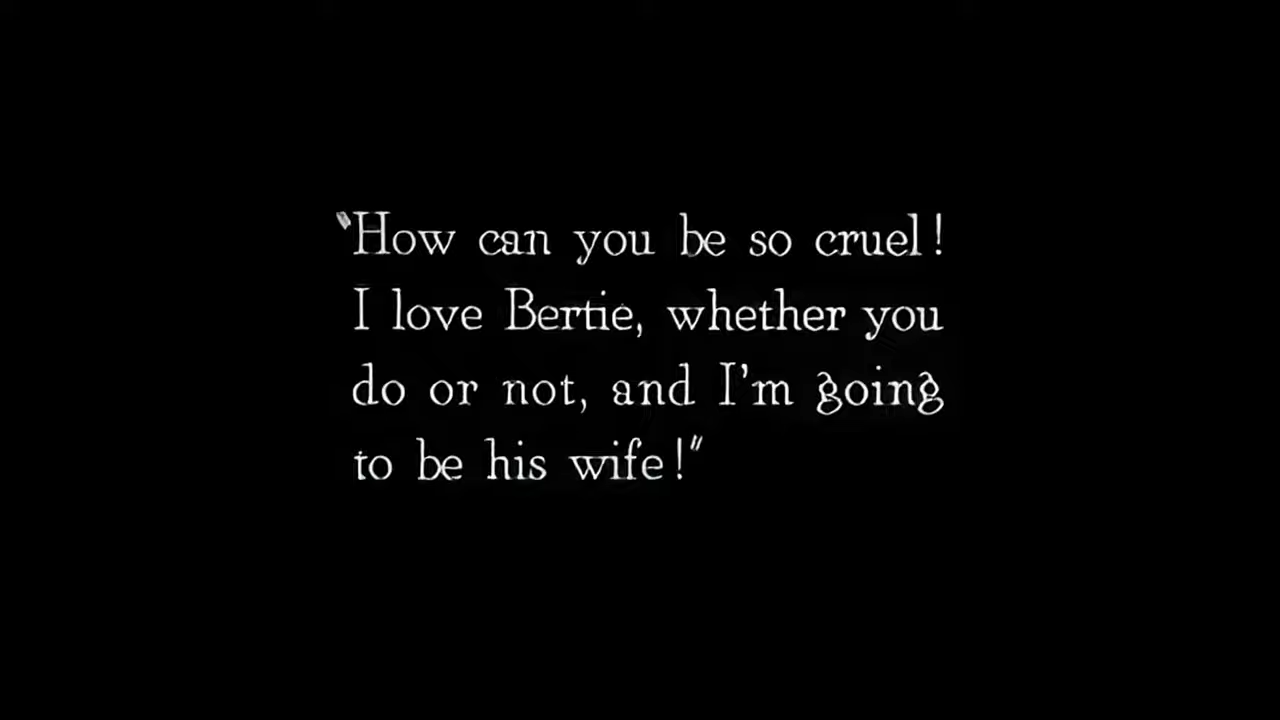 "How can you be so cruel!
I love Bertie, whether you
do or not, and I'm going
to be his wife!"